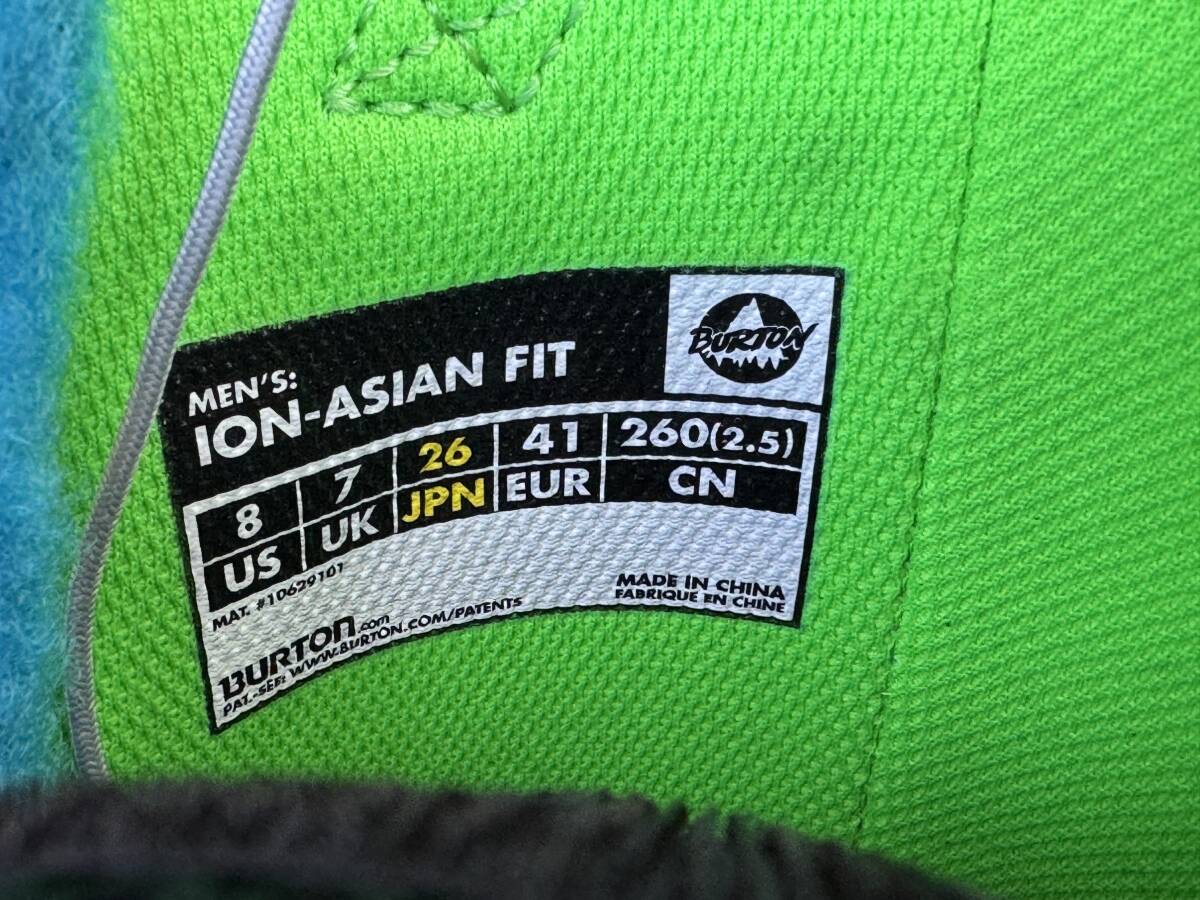 BURTON
MEN'S:
ION-ASIAN FIT
8 7 26 41 260(2.5)
US UK JPN EUR CN
MAT. #10629101
MADE IN CHINA
FABRIQUE EN CHINE
BURTON.com
PAT.-SEE: WWW.BURTON.COM/PATENTS